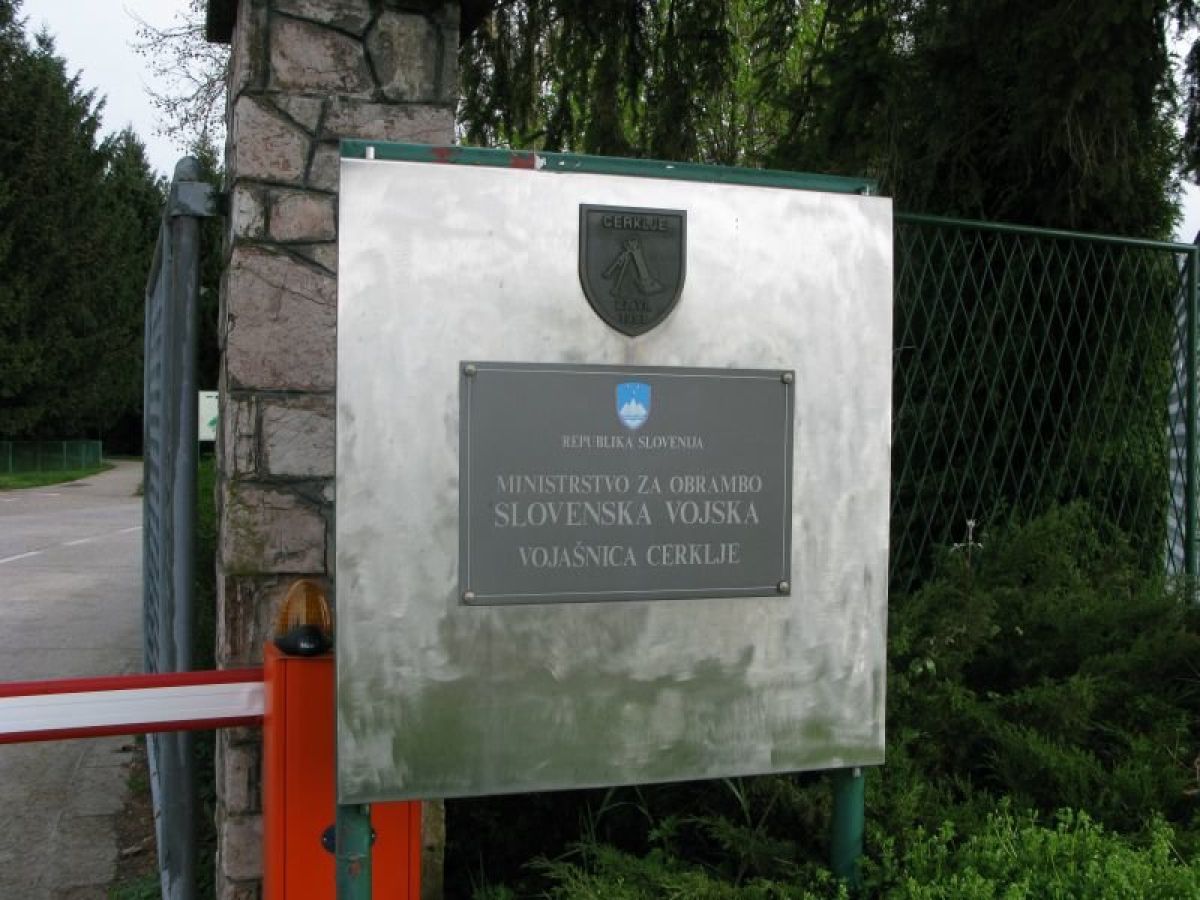 CERKLJE
REPUBLIKA SLOVENIJA
MINISTRSTVO ZA OBRAMBO
SLOVENSKA VOJSKA
VOJAŠNICA CERKLJE